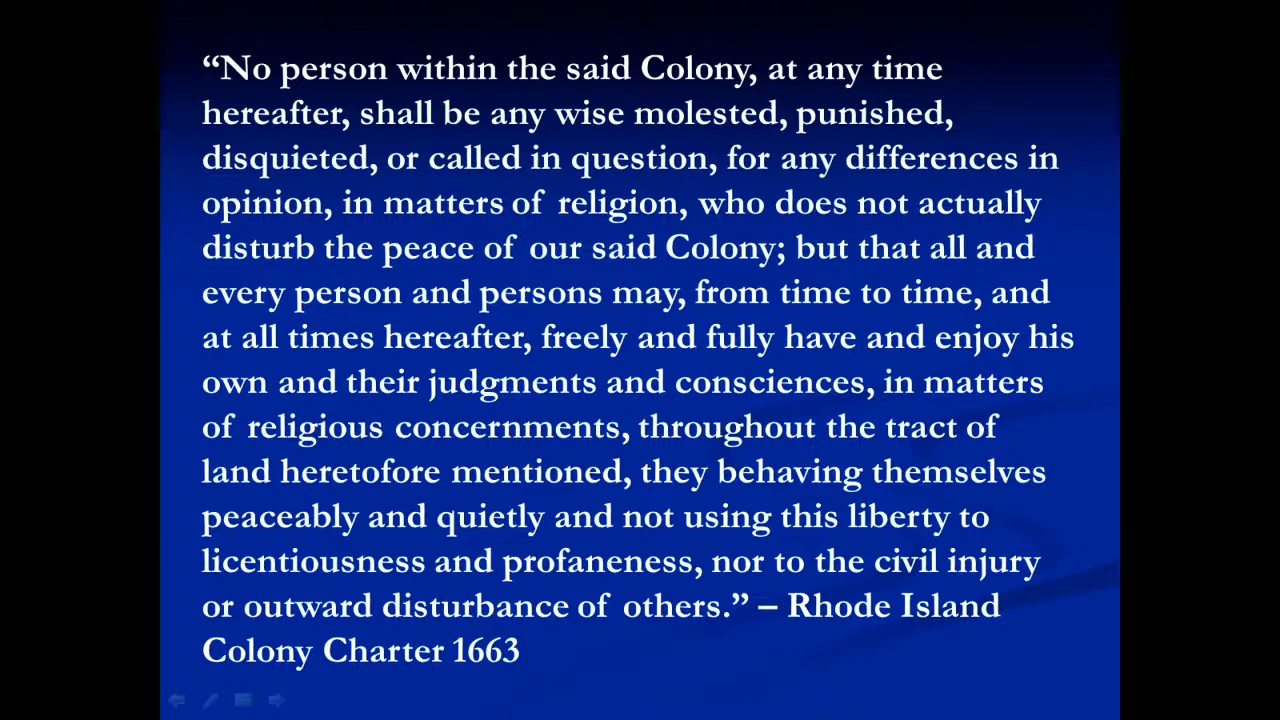 “No person within the said Colony, at any time
hereafter, shall be any wise molested, punished,
disquieted, or called in question, for any differences in
opinion, in matters of religion, who does not actually
disturb the peace of our said Colony; but that all and
every person and persons may, from time to time, and
at all times hereafter, freely and fully have and enjoy his
own and their judgments and consciences, in matters
of religious concernments, throughout the tract of
land heretofore mentioned, they behaving themselves
peaceably and quietly and not using this liberty to
licentiousness and profaneness, nor to the civil injury
or outward disturbance of others.” – Rhode Island
Colony Charter 1663